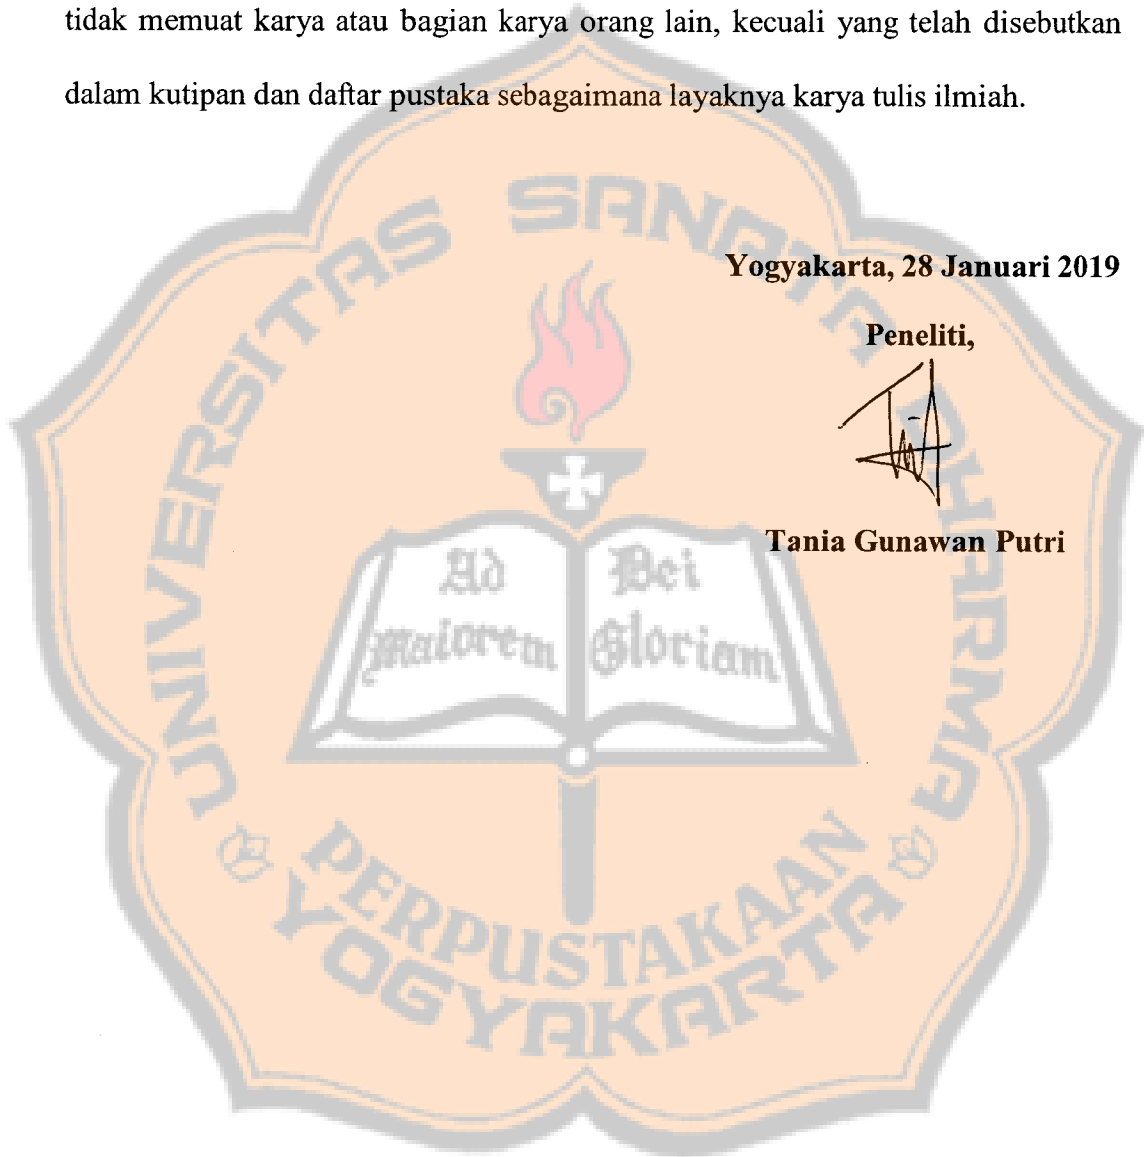 tidak memuat karya atau bagian karya orang lain, kecuali yang telah disebutkan
dalam kutipan dan daftar pustaka sebagaimana layaknya karya tulis ilmiah.
Yogyakarta, 28 Januari 2019
Peneliti,
Tania Gunawan Putri
UNIVERSITAS SANATA DHARMA
Ad Dei
Maiorem Gloriam
PERPUSTAKAAN
YOGYAKARTA